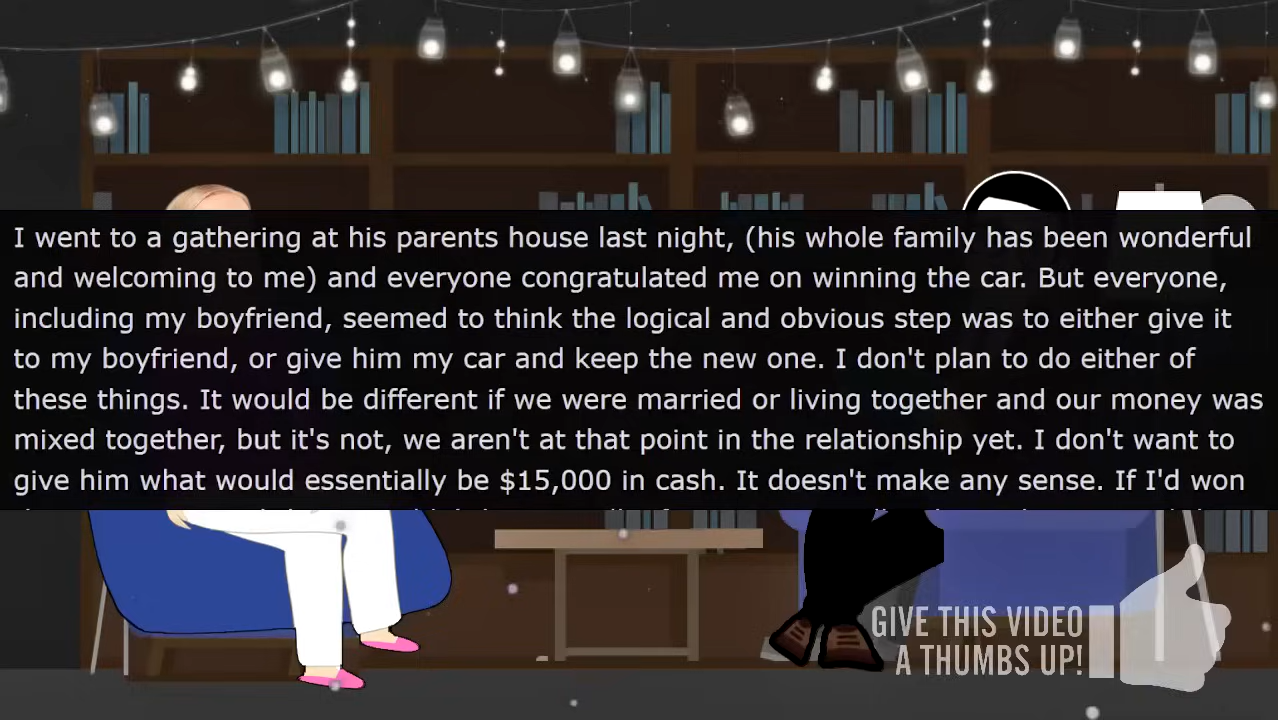 I went to a gathering at his parents house last night, (his whole family has been wonderful
and welcoming to me) and everyone congratulated me on winning the car. But everyone,
including my boyfriend, seemed to think the logical and obvious step was to either give it
to my boyfriend, or give him my car and keep the new one. I don't plan to do either of
these things. It would be different if we were married or living together and our money was
mixed together, but it's not, we aren't at that point in the relationship yet. I don't want to
give him what would essentially be $15,000 in cash. It doesn't make any sense. If I'd won
GIVE THIS VIDEO
A THUMBS UP!